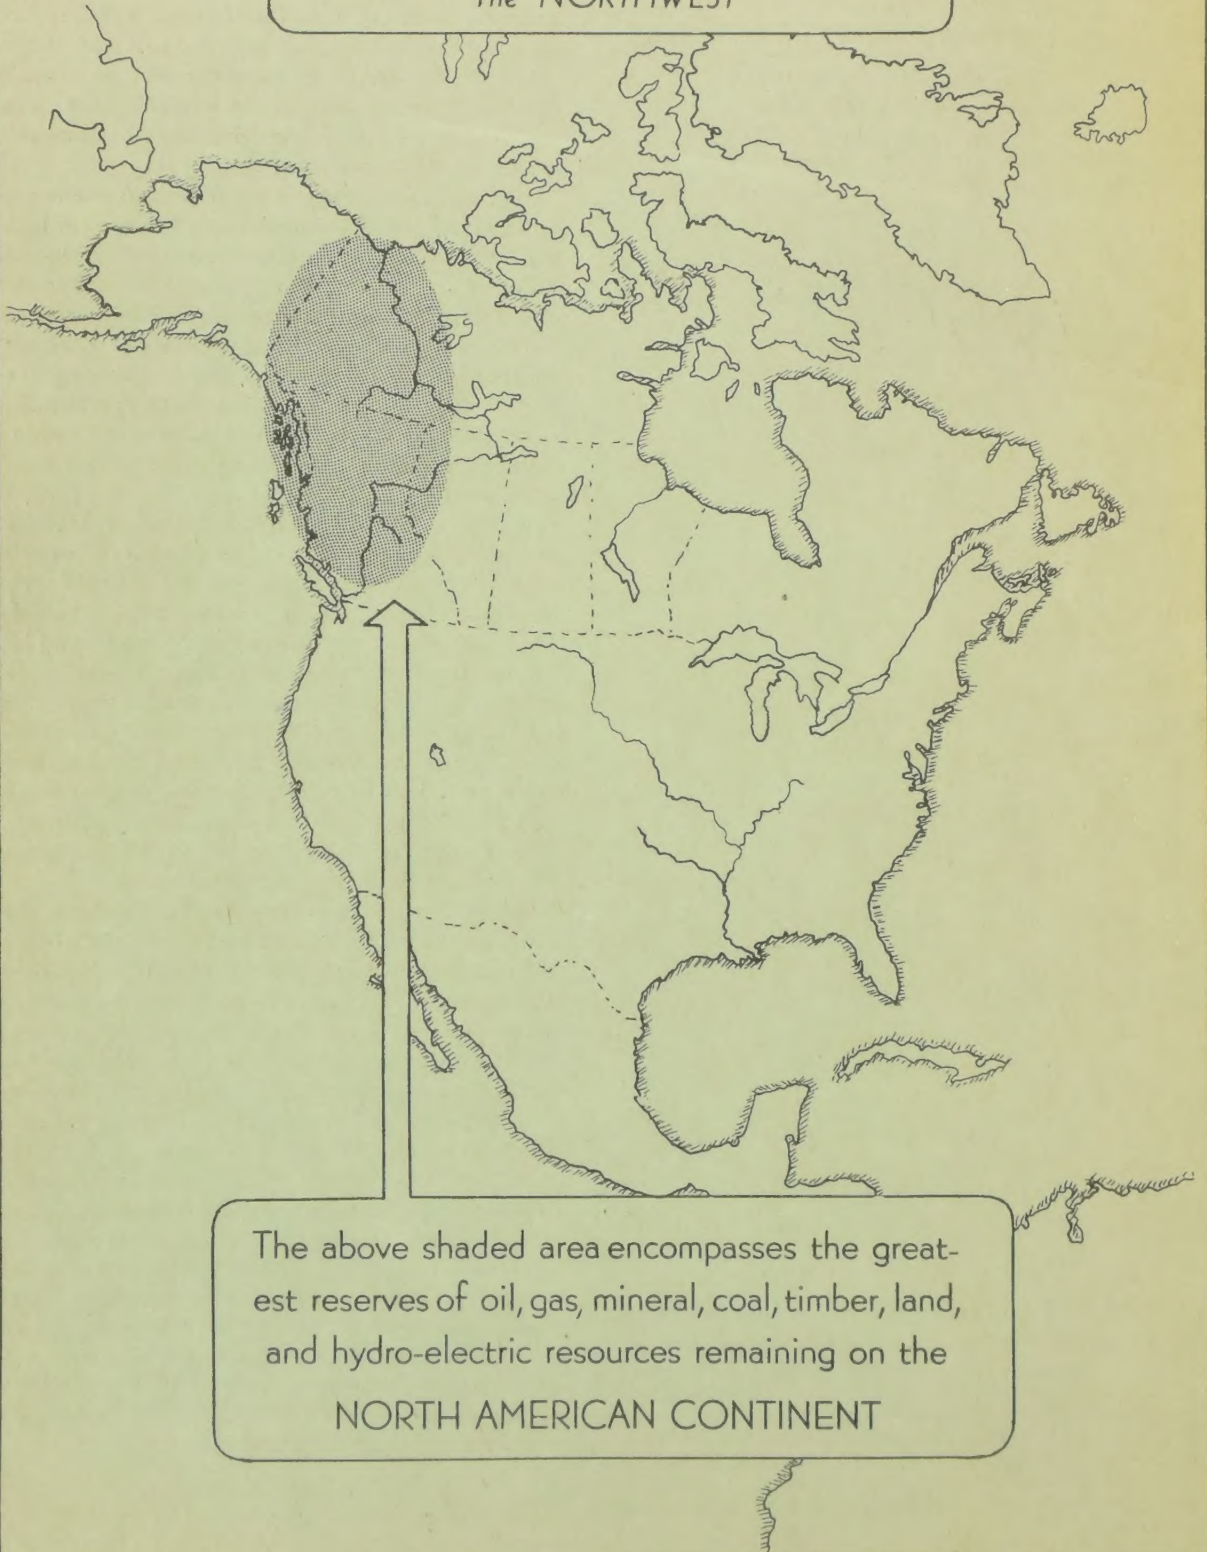 the NORTHWEST
The above shaded area encompasses the great-
est reserves of oil, gas, mineral, coal, timber, land,
and hydro-electric resources remaining on the
NORTH AMERICAN CONTINENT